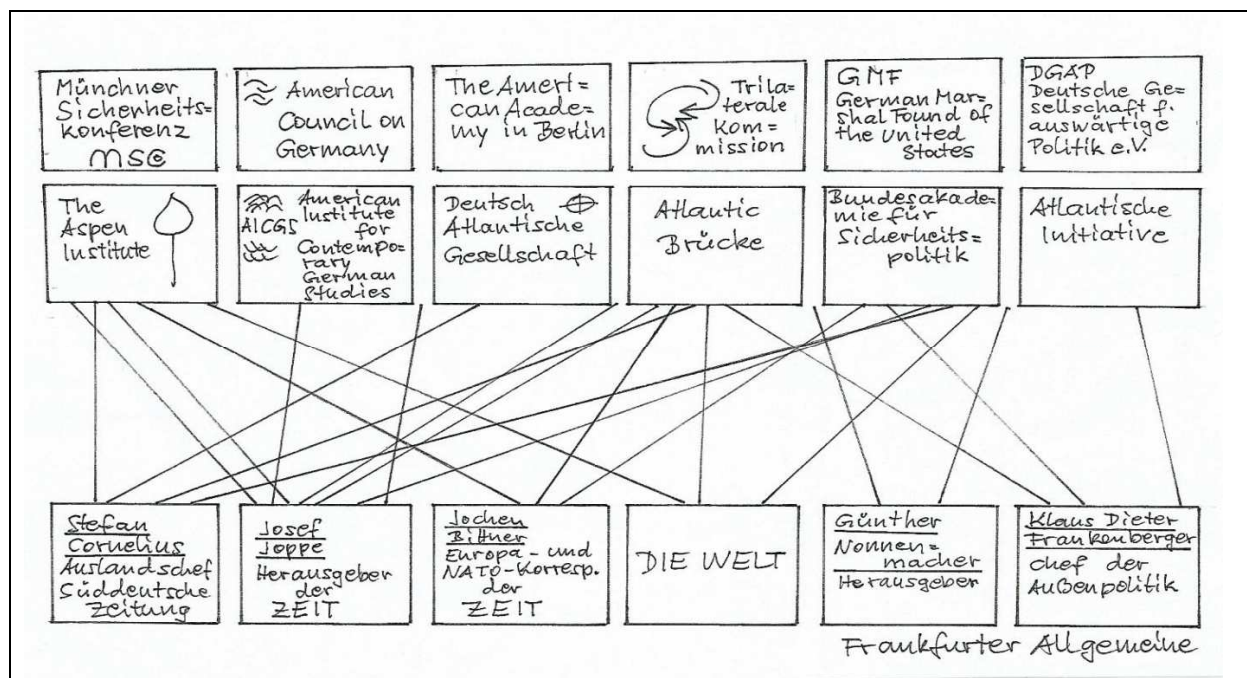 Münchner
Sicherheits=
konferenz
MSC
American
Council on
Germany
The Ameri=
can Acade=
my in Berlin
Trila=
terale
Kom=
mission
GMF
German Mar=
shal Found of
the United
States
DGAP
Deutsche Ge=
sellschaft f.
auswärtige
Politik e.V.
The
Aspen
Institute
AICGS
American
Institute
for
Contempo=
rary
German
Studies
Deutsch
Atlantische
Gesellschaft
Atlantic
Brücke
Bundesakade=
mie für
Sicherheits=
politik
Atlantische
Initiative
Stefan
Cornelius
Auslandschef
Süddeutsche
Zeitung
Josef
Joppe
Herausgeber
der
ZEIT
Jochen
Bittner
Europa- und
NATO-Korresp.
der
ZEIT
DIE WELT
Günther
Nonnen=
macher
Herausgeber
Klaus Dieter
Frankenberger
Chef der
Außenpolitik
Frankfurter Allgemeine